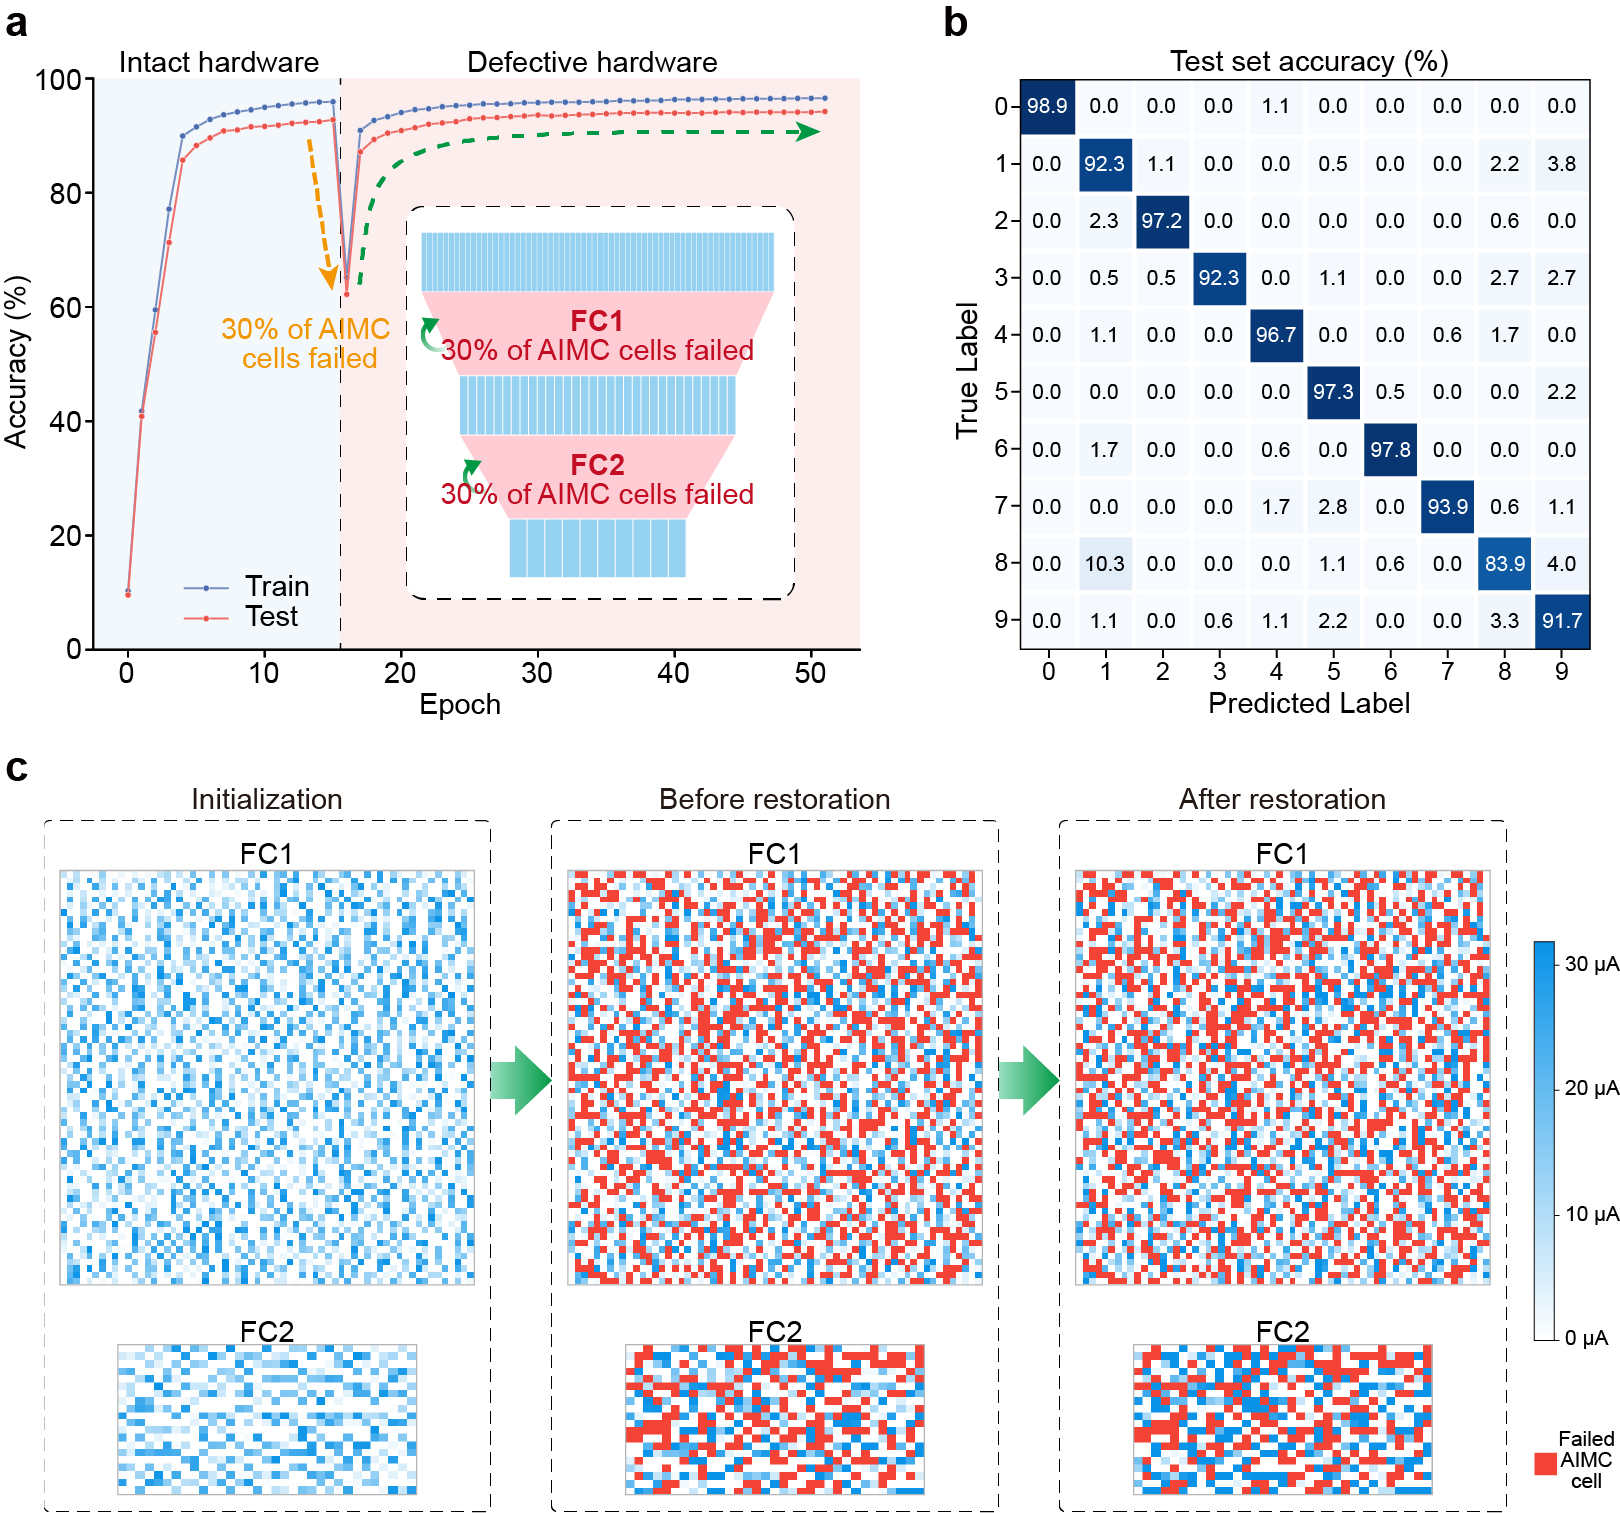 a
Intact hardware
Defective hardware
100
80
60
40
20
0
Accuracy (%)
30% of AIMC
cells failed
FC1
30% of AIMC cells failed
FC2
30% of AIMC cells failed
Train
Test
0 10 20 30 40 50
Epoch
b
Test set accuracy (%)
True Label
0 98.9 0.0 0.0 0.0 1.1 0.0 0.0 0.0 0.0 0.0
1 0.0 92.3 1.1 0.0 0.0 0.5 0.0 0.0 2.2 3.8
2 0.0 2.3 97.2 0.0 0.0 0.0 0.0 0.0 0.6 0.0
3 0.0 0.5 0.5 92.3 0.0 1.1 0.0 0.0 2.7 2.7
4 0.0 1.1 0.0 0.0 96.7 0.0 0.0 0.6 1.7 0.0
5 0.0 0.0 0.0 0.0 0.0 97.3 0.5 0.0 0.0 2.2
6 0.0 1.7 0.0 0.0 0.6 0.0 97.8 0.0 0.0 0.0
7 0.0 0.0 0.0 0.0 1.7 2.8 0.0 93.9 0.6 1.1
8 0.0 10.3 0.0 0.0 0.0 1.1 0.6 0.0 83.9 4.0
9 0.0 1.1 0.0 0.6 1.1 2.2 0.0 0.0 3.3 91.7
0 1 2 3 4 5 6 7 8 9
Predicted Label
c
Initialization
FC1
FC2
Before restoration
FC1
FC2
After restoration
FC1
FC2
30 μA
20 μA
10 μA
0 μA
Failed
AIMC
cell